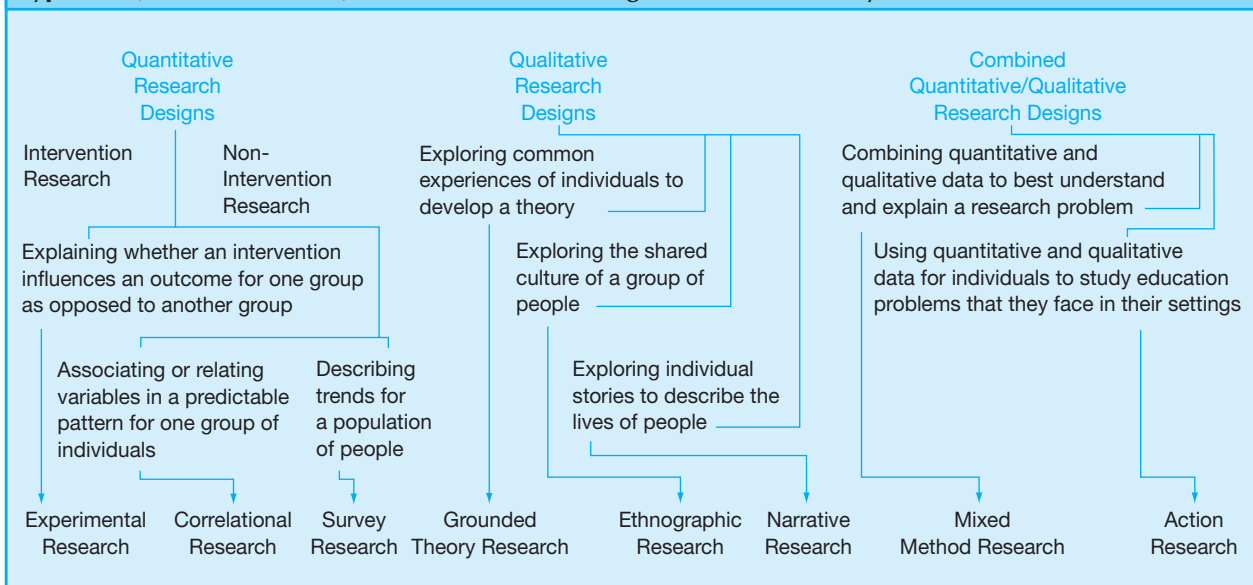 Quantitative
Research
Designs
Qualitative
Research
Designs
Combined
Quantitative/Qualitative
Research Designs
Intervention
Research
Non-
Intervention
Research
Exploring common
experiences of individuals to
develop a theory
Combining quantitative and
qualitative data to best understand
and explain a research problem
Explaining whether an intervention
influences an outcome for one group
as opposed to another group
Exploring the shared
culture of a group of
people
Using quantitative and qualitative
data for individuals to study education
problems that they face in their settings
Associating or relating
variables in a predictable
pattern for one group of
individuals
Describing
trends for
a population
of people
Exploring individual
stories to describe the
lives of people
Experimental
Research
Correlational
Research
Survey
Research
Grounded
Theory Research
Ethnographic
Research
Narrative
Research
Mixed
Method Research
Action
Research